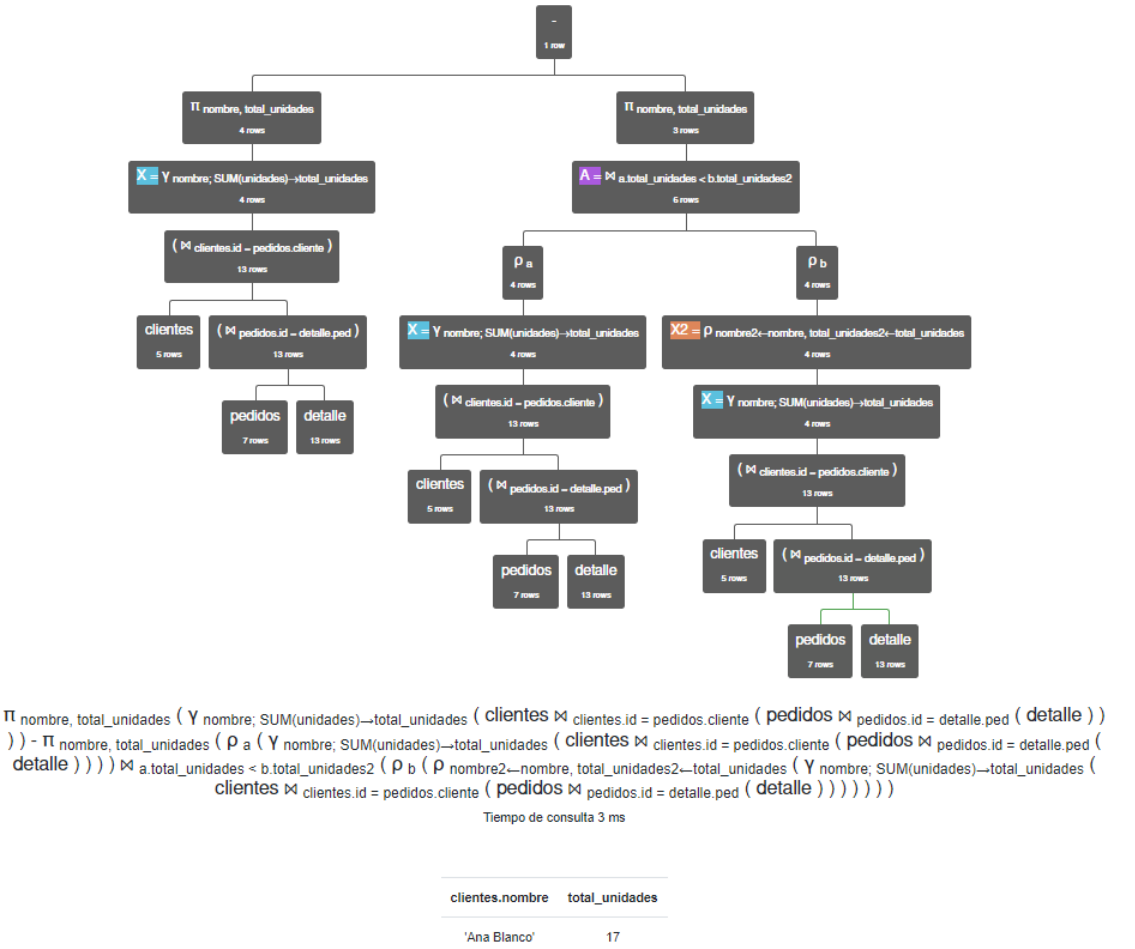 -
1 row
π nombre, total_unidades
4 rows
π nombre, total_unidades
3 rows
X = γ nombre; SUM(unidades)→total_unidades
4 rows
A = ⋈ a.total_unidades < b.total_unidades2
6 rows
( ⋈ clientes.id = pedidos.cliente )
13 rows
ρ a
4 rows
ρ b
4 rows
clientes
5 rows
( ⋈ pedidos.id = detalle.ped )
13 rows
X = γ nombre; SUM(unidades)→total_unidades
4 rows
X2 = ρ nombre2←nombre, total_unidades2←total_unidades
4 rows
pedidos
7 rows
detalle
13 rows
( ⋈ clientes.id = pedidos.cliente )
13 rows
X = γ nombre; SUM(unidades)→total_unidades
4 rows
clientes
5 rows
( ⋈ pedidos.id = detalle.ped )
13 rows
( ⋈ clientes.id = pedidos.cliente )
13 rows
pedidos
7 rows
detalle
13 rows
clientes
5 rows
( ⋈ pedidos.id = detalle.ped )
13 rows
pedidos
7 rows
detalle
13 rows
π nombre, total_unidades ( γ nombre; SUM(unidades)→total_unidades ( clientes ⋈ clientes.id = pedidos.cliente ( pedidos ⋈ pedidos.id = detalle.ped ( detalle ) )
) ) - π nombre, total_unidades ( ρ a ( γ nombre; SUM(unidades)→total_unidades ( clientes ⋈ clientes.id = pedidos.cliente ( pedidos ⋈ pedidos.id = detalle.ped (
detalle ) ) ) ) ⋈ a.total_unidades < b.total_unidades2 ( ρ b ( ρ nombre2←nombre, total_unidades2←total_unidades ( γ nombre; SUM(unidades)→total_unidades (
clientes ⋈ clientes.id = pedidos.cliente ( pedidos ⋈ pedidos.id = detalle.ped ( detalle ) ) ) ) ) ) )
Tiempo de consulta 3 ms
clientes.nombre total_unidades
'Ana Blanco' 17